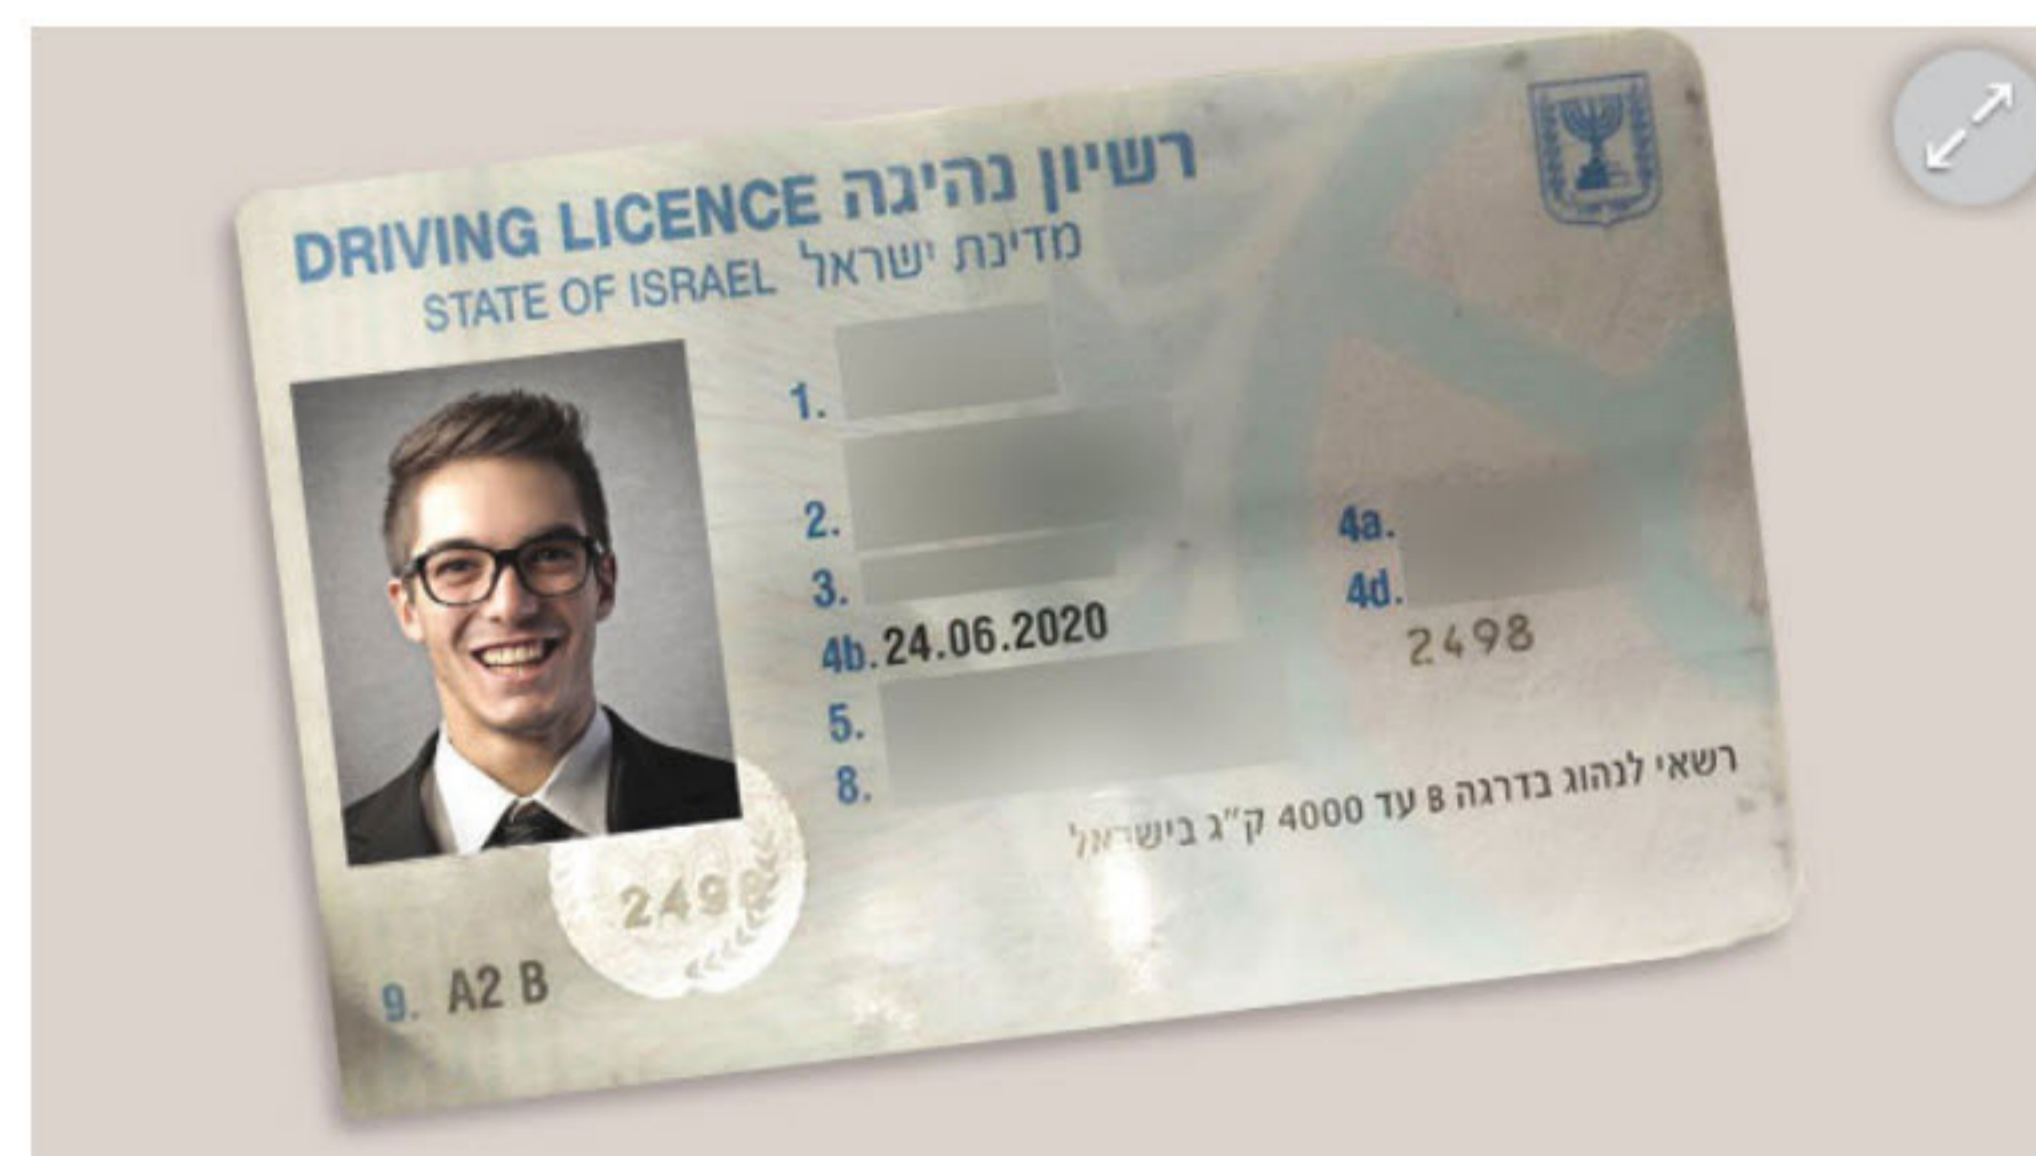 DRIVING LICENCE רשיון נהיגה
STATE OF ISRAEL מדינת ישראל
1.
2.
3.
4a.
4b. 24.06.2020
4d.
2498
5.
8.
רשאי לנהוג בדרגה B עד 4000 ק"ג בישראל
2498
9. A2 B